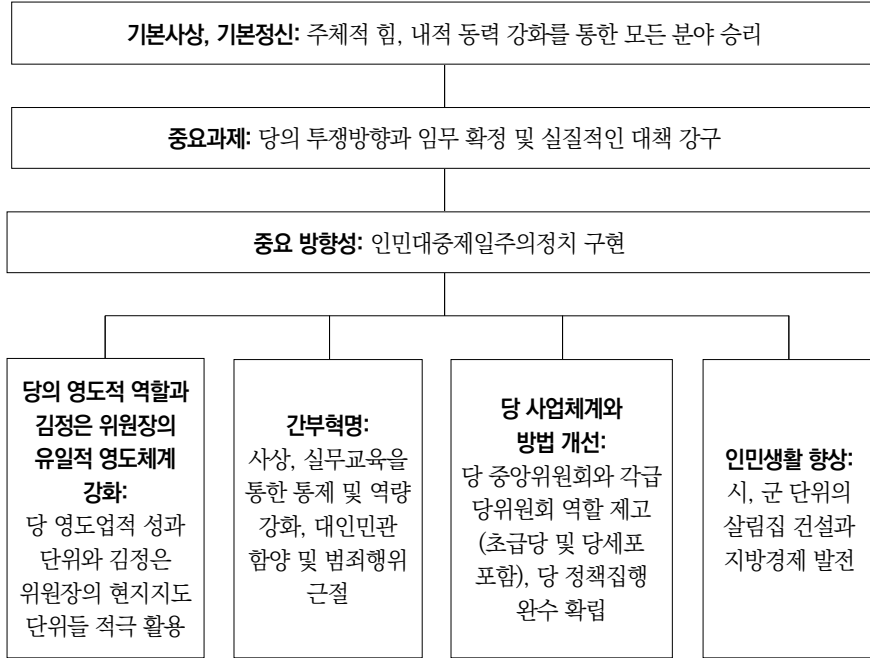 기본사상, 기본정신: 주체적 힘, 내적 동력 강화를 통한 모든 분야 승리
중요과제: 당의 투쟁방향과 임무 확정 및 실질적인 대책 강구
중요 방향성: 인민대중제일주의정치 구현
당의 영도적 역할과
김정은 위원장의
유일적 영도체계
강화:
당 영도업적 성과
단위와 김정은
위원장의 현지지도
단위들 적극 활용
간부혁명:
사상, 실무교육을
통한 통제 및 역량
강화, 대인민관
함양 및 범죄행위
근절
당 사업체계와
방법 개선:
당 중앙위원회와 각급
당위원회 역할 제고
(초급당 및 당세포
포함), 당 정책집행
완수 확립
인민생활 향상:
시, 군 단위의
살림집 건설과
지방경제 발전